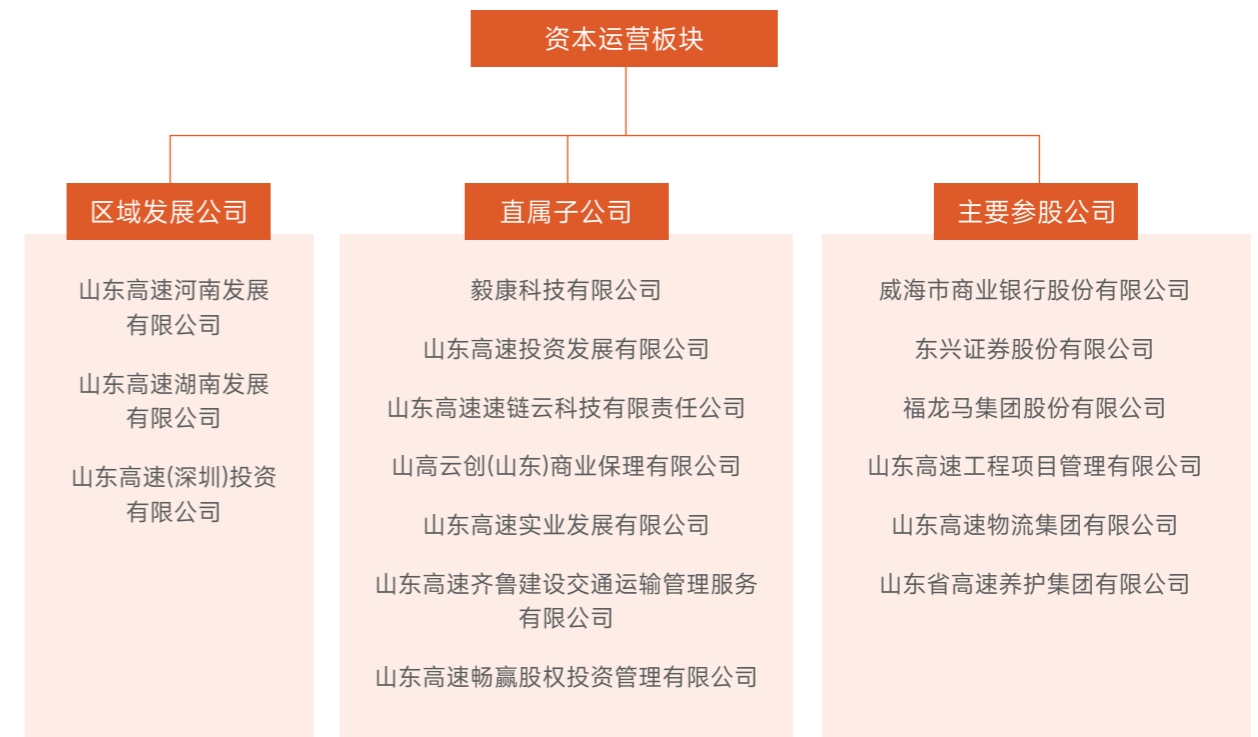 资本运营板块
区域发展公司
山东高速河南发展
有限公司
山东高速湖南发展
有限公司
山东高速(深圳)投资
有限公司
直属子公司
毅康科技有限公司
山东高速投资发展有限公司
山东高速速链云科技有限责任公司
山高云创(山东)商业保理有限公司
山东高速实业发展有限公司
山东高速齐鲁建设交通运输管理服务
有限公司
山东高速畅赢股权投资管理有限公司
主要参股公司
威海市商业银行股份有限公司
东兴证券股份有限公司
福龙马集团股份有限公司
山东高速工程项目管理有限公司
山东高速物流集团有限公司
山东省高速养护集团有限公司